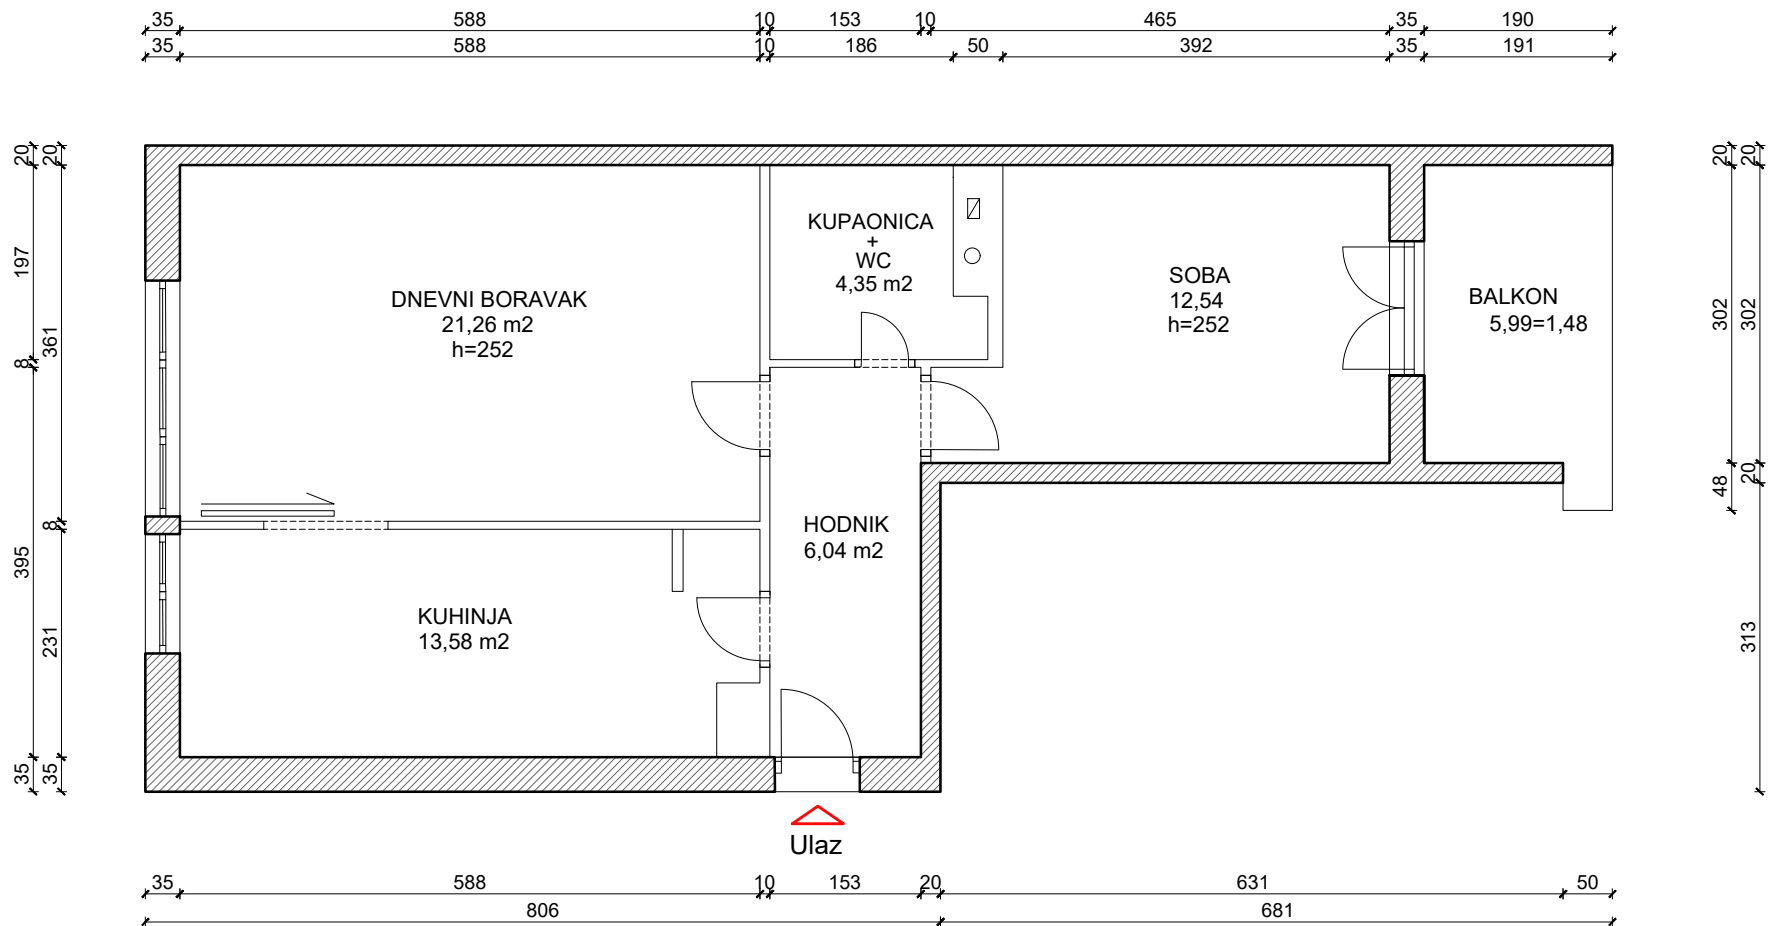 35 588 10 153 10 465 35 190
35 588 10 186 50 392 35 191
20 20
197
361
8
8
395
231
35 35
DNEVNI BORAVAK
21,26 m2
h=252
KUPAONICA
+
WC
4,35 m2
SOBA
12,54
h=252
BALKON
5,99=1,48
HODNIK
6,04 m2
KUHINJA
13,58 m2
20 20
302 302
48 20
313
Ulaz
35 588 10 153 20 631 50
806 681